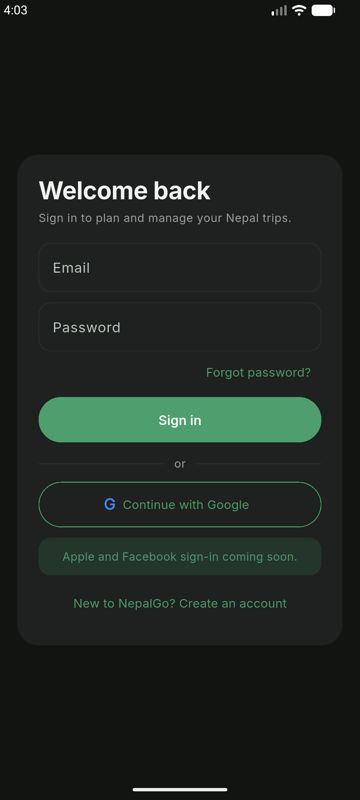 4:03
Welcome back
Sign in to plan and manage your Nepal trips.
Email
Password
Forgot password?
Sign in
or
G Continue with Google
Apple and Facebook sign-in coming soon.
New to NepalGo? Create an account